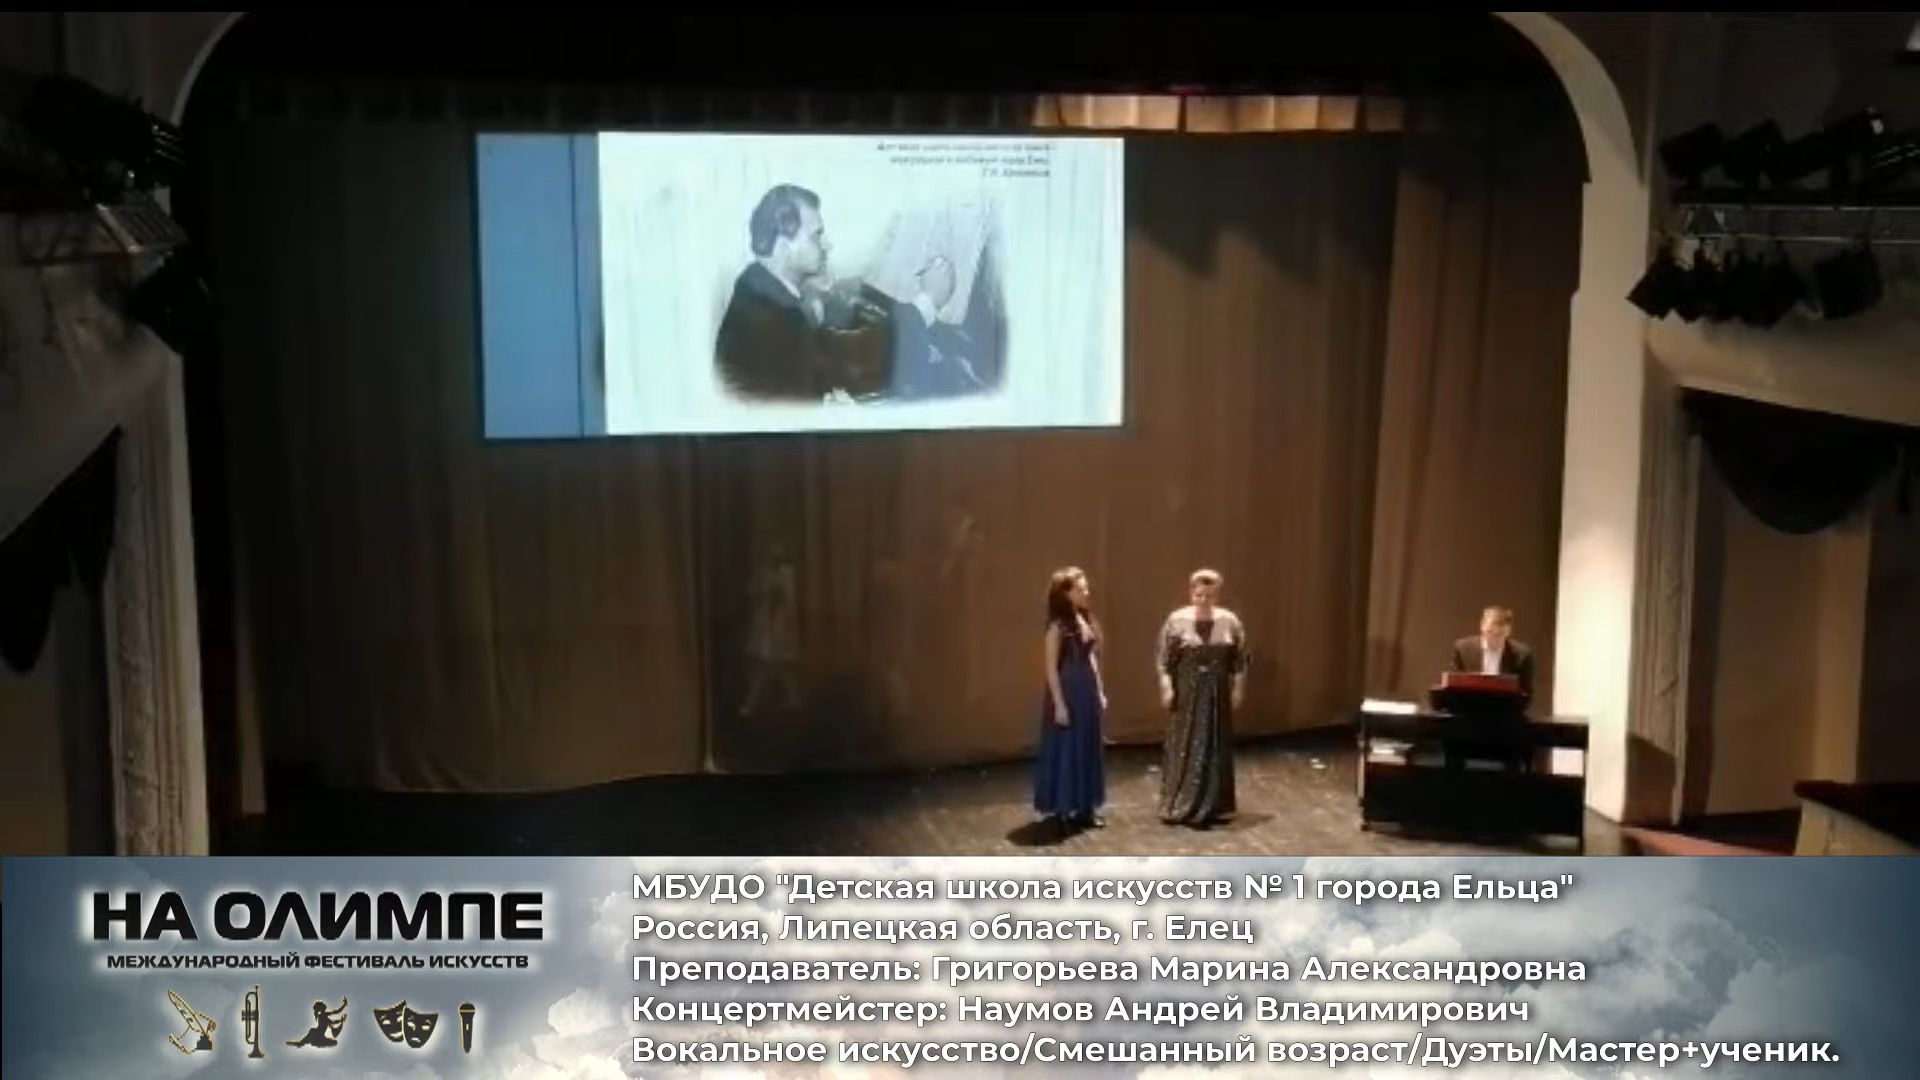 НА ОЛИМПЕ
МЕЖДУНАРОДНЫЙ ФЕСТИВАЛЬ ИСКУССТВ
МБУДО "Детская школа искусств № 1 города Ельца"
Россия, Липецкая область, г. Елец
Преподаватель: Григорьева Марина Александровна
Концертмейстер: Наумов Андрей Владимирович
Вокальное искусство/Смешанный возраст/Дуэты/Мастер+ученик.